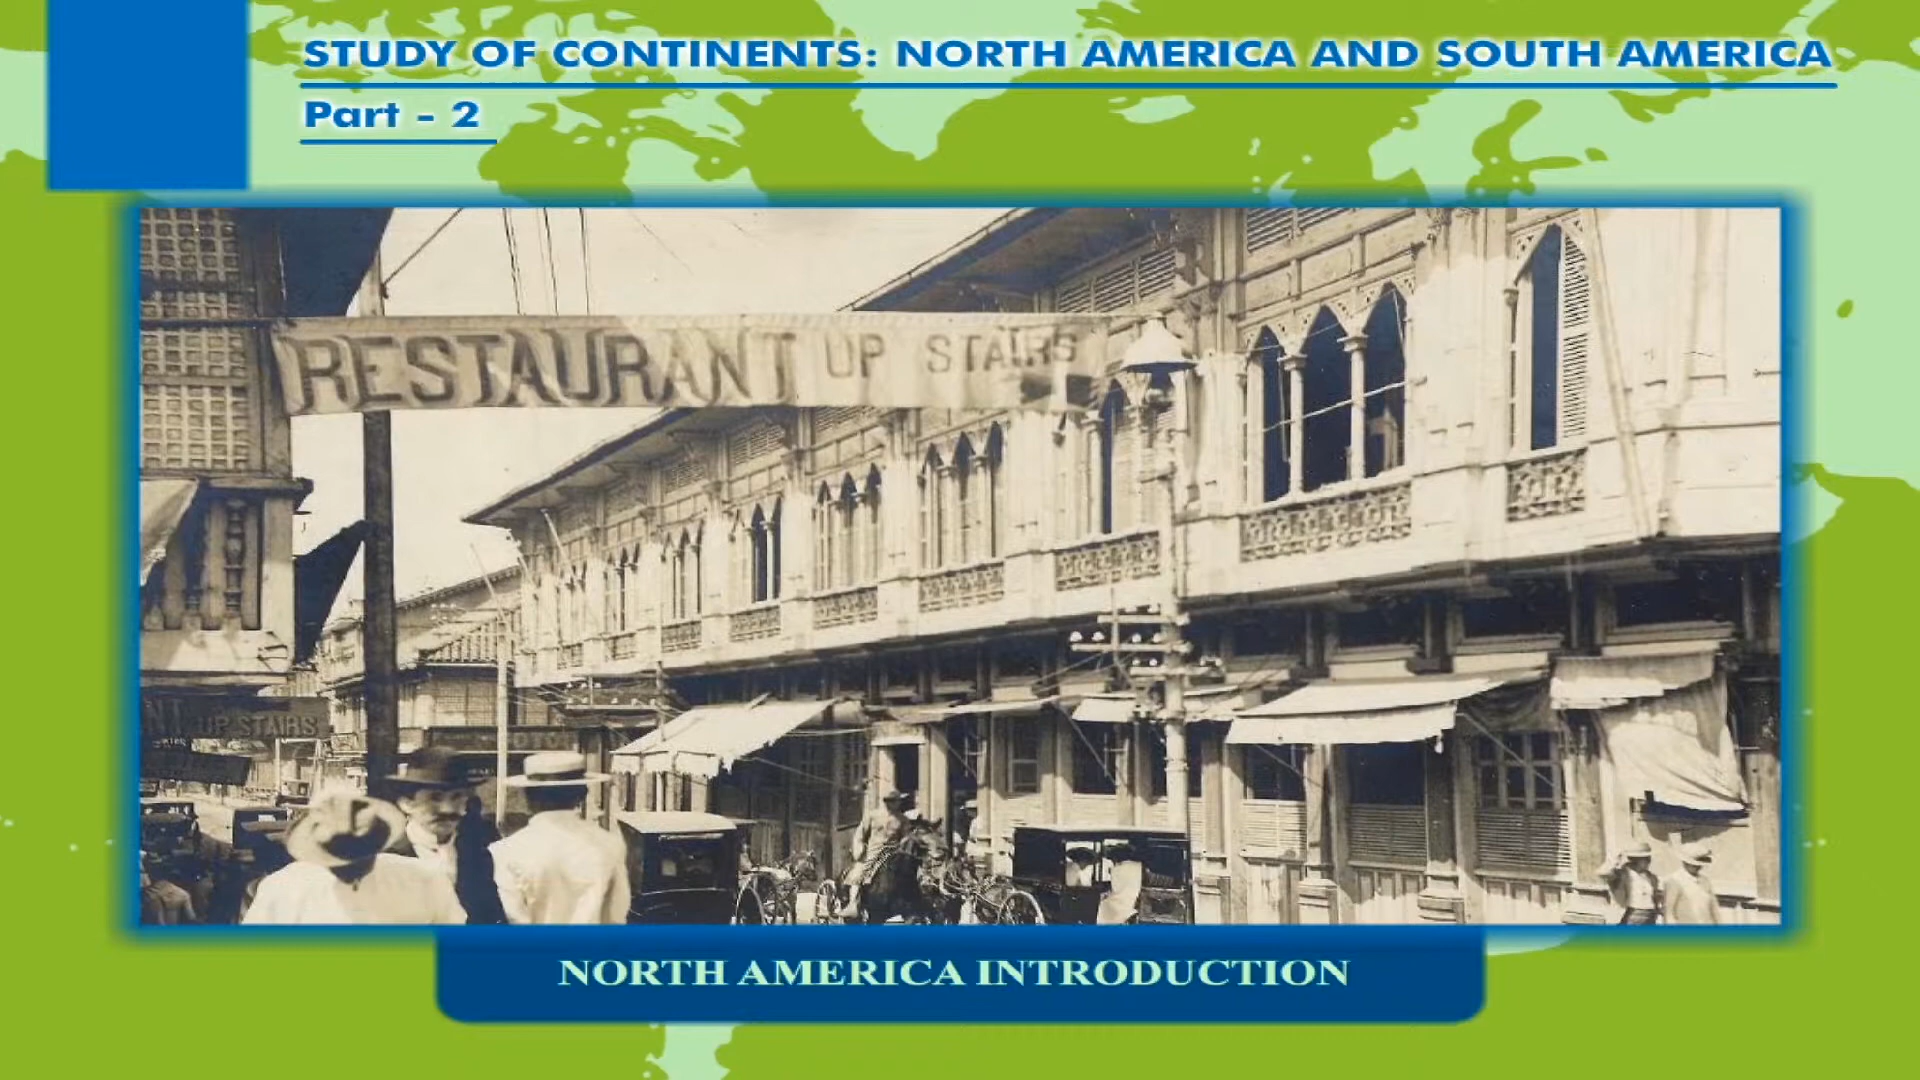 STUDY OF CONTINENTS: NORTH AMERICA AND SOUTH AMERICA
Part - 2
RESTAURANT UP STAIRS
UP STAIRS
NORTH AMERICA INTRODUCTION